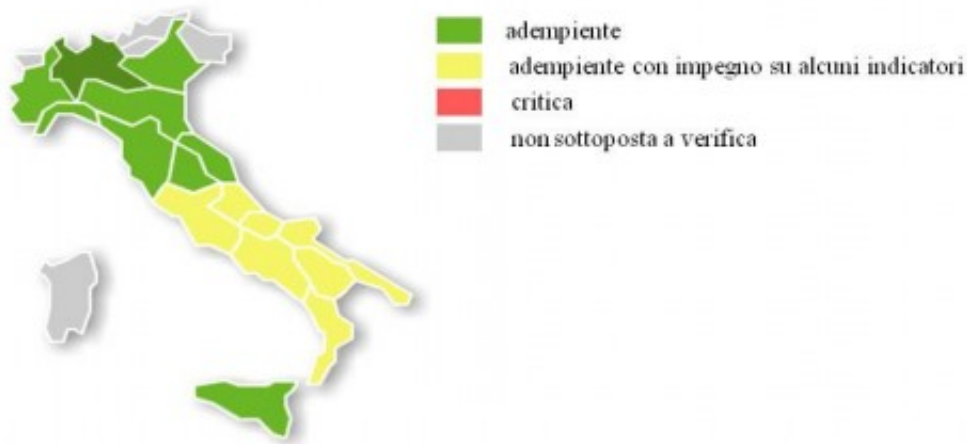 adempiente
adempiente con impegno su alcuni indicatori
critica
non sottoposta a verifica